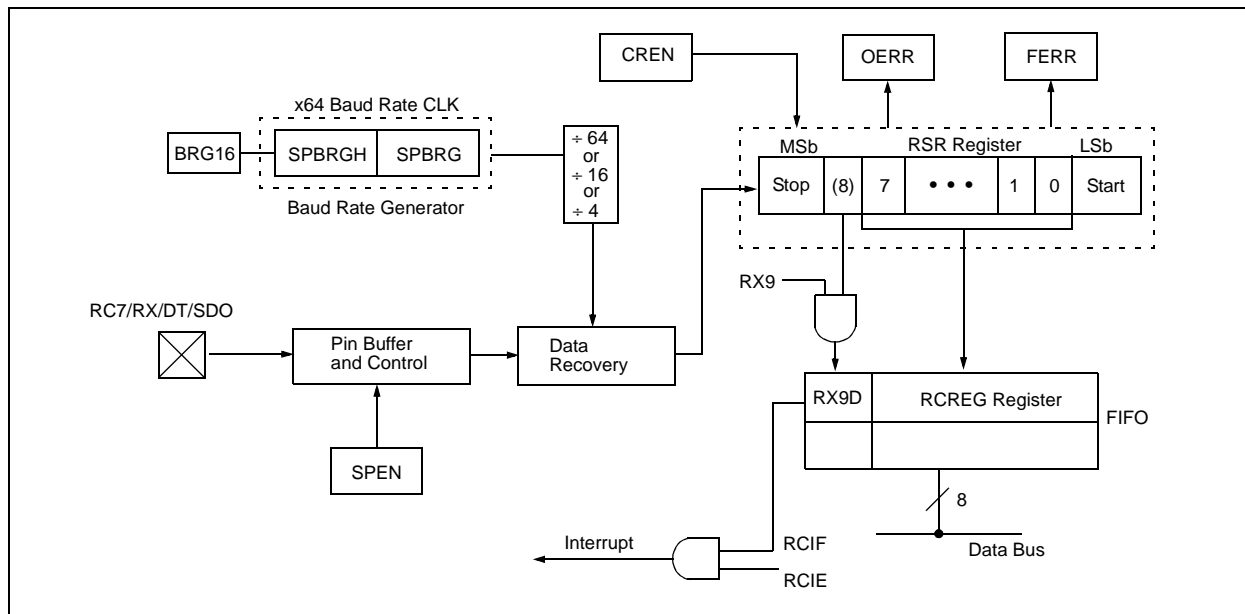 CREN
OERR
FERR
x64 Baud Rate CLK
BRG16
SPBRGH
SPBRG
Baud Rate Generator
÷ 64
or
÷ 16
or
÷ 4
MSb
RSR Register
LSb
Stop
(8)
7
• • •
1
0
Start
RX9
RC7/RX/DT/SDO
Pin Buffer
and Control
Data
Recovery
SPEN
RX9D
RCREG Register
FIFO
8
Data Bus
Interrupt
RCIF
RCIE